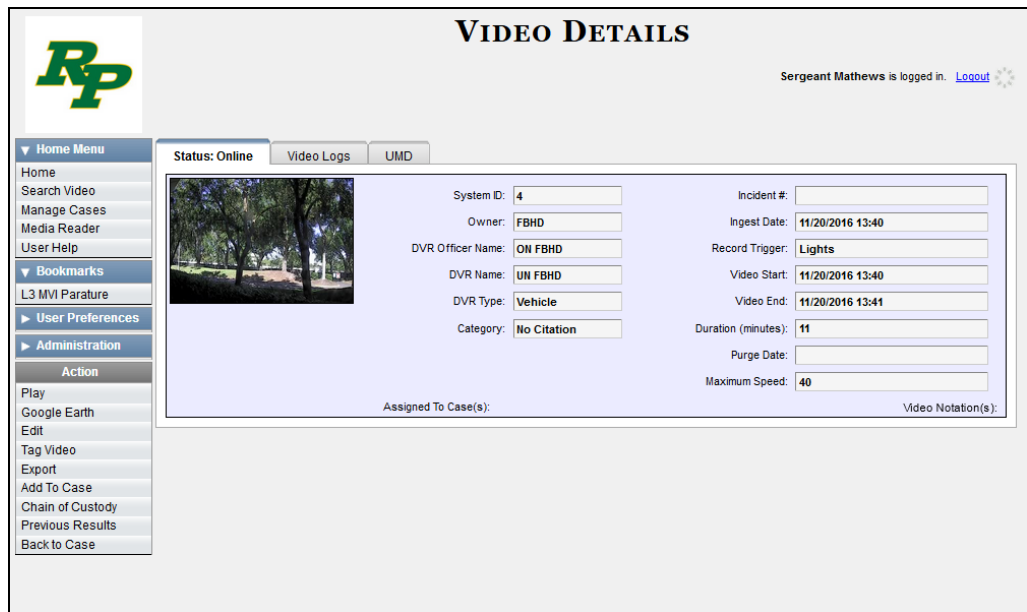 VIDEO DETAILS
RP
Sergeant Mathews is logged in. Logout
▼ Home Menu
Home
Search Video
Manage Cases
Media Reader
User Help
▼ Bookmarks
L3 MVI Parature
▶ User Preferences
▶ Administration
Action
Play
Google Earth
Edit
Tag Video
Export
Add To Case
Chain of Custody
Previous Results
Back to Case
Status: Online Video Logs UMD
System ID: 4
Owner: FBHD
DVR Officer Name: ON FBHD
DVR Name: UN FBHD
DVR Type: Vehicle
Category: No Citation
Incident #:
Ingest Date: 11/20/2016 13:40
Record Trigger: Lights
Video Start: 11/20/2016 13:40
Video End: 11/20/2016 13:41
Duration (minutes): 11
Purge Date:
Maximum Speed: 40
Assigned To Case(s): Video Notation(s):